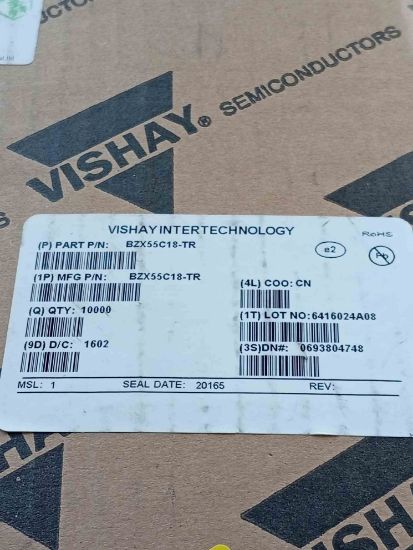 VISHAY® SEMICONDUCTORS
VISHAY INTERTECHNOLOGY
(P) PART P/N: BZX55C18-TR
e2
RoHS
Pb
(1P) MFG P/N: BZX55C18-TR
(4L) COO: CN
(Q) QTY: 10000
(1T) LOT NO: 6416024A08
(9D) D/C: 1602
(3S)DN#: 0693804748
MSL: 1 SEAL DATE: 20165 REV:
VISHAY®